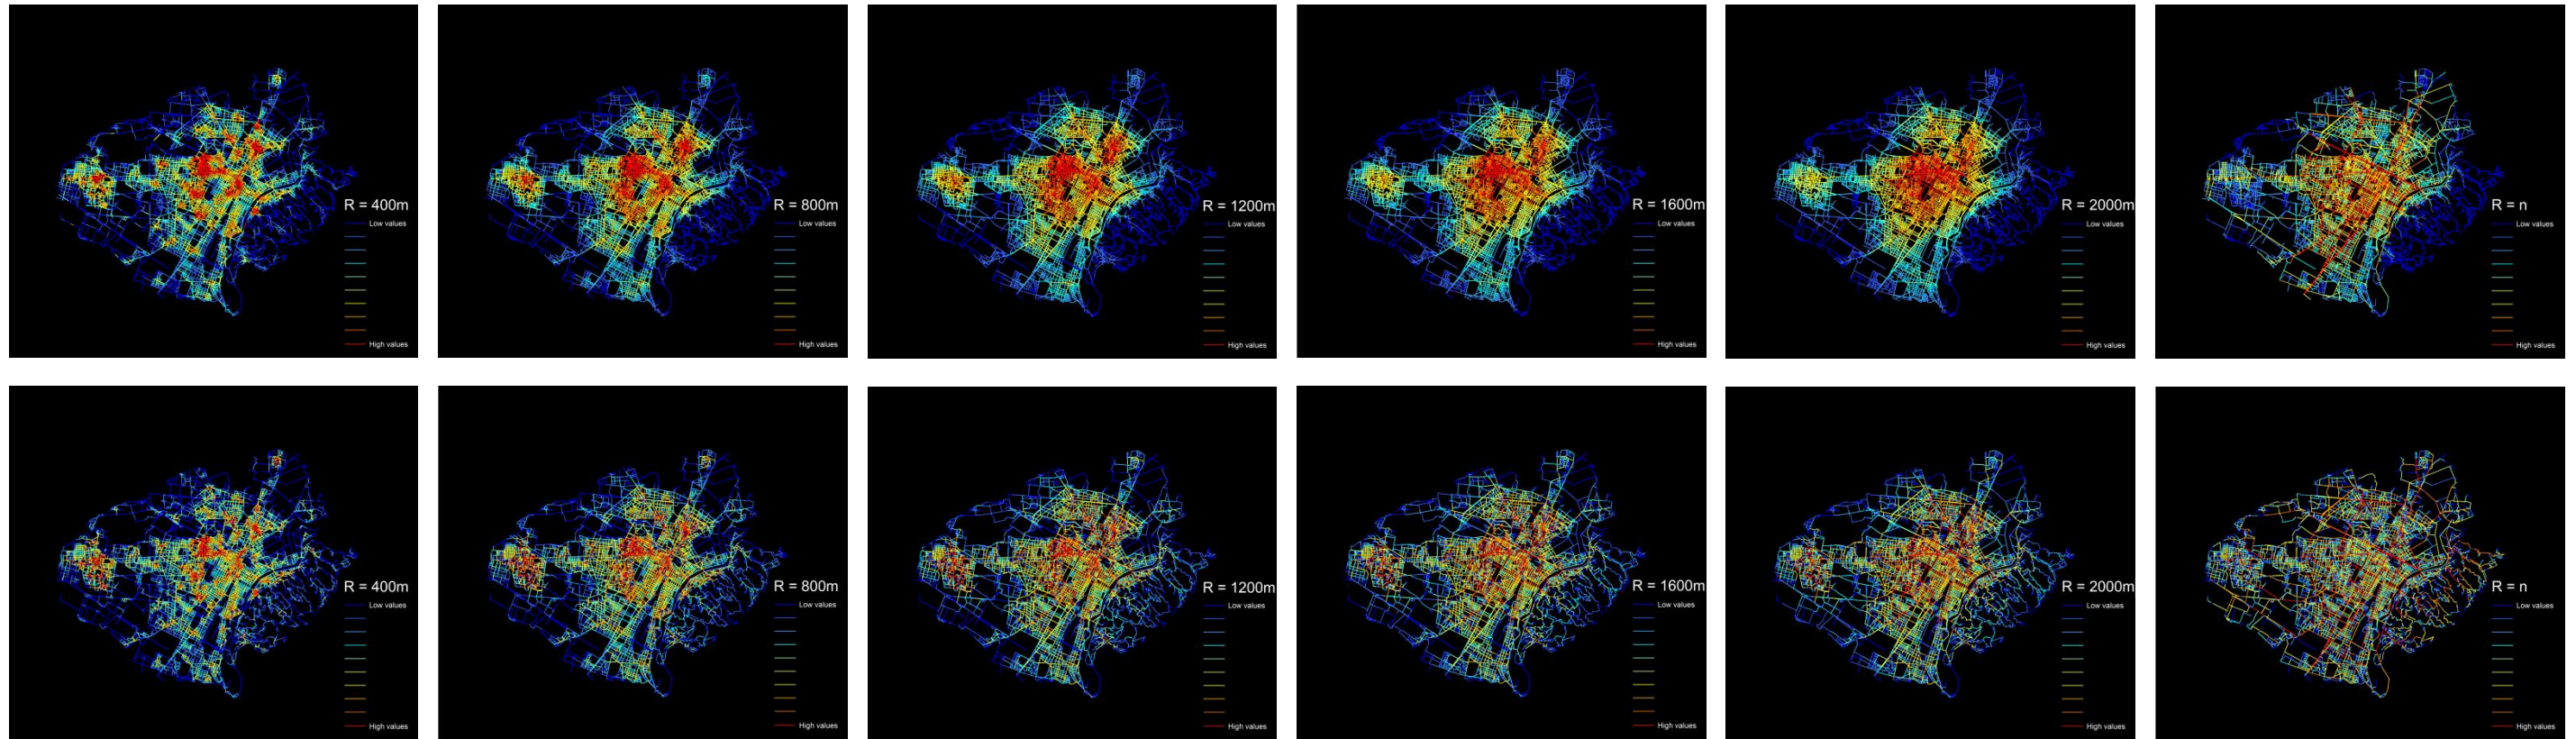 R = 400m
Low values
High values
R = 800m
Low values
High values
R = 1200m
Low values
High values
R = 1600m
Low values
High values
R = 2000m
Low values
High values
R = n
Low values
High values
R = 400m
Low values
High values
R = 800m
Low values
High values
R = 1200m
Low values
High values
R = 1600m
Low values
High values
R = 2000m
Low values
High values
R = n
Low values
High values